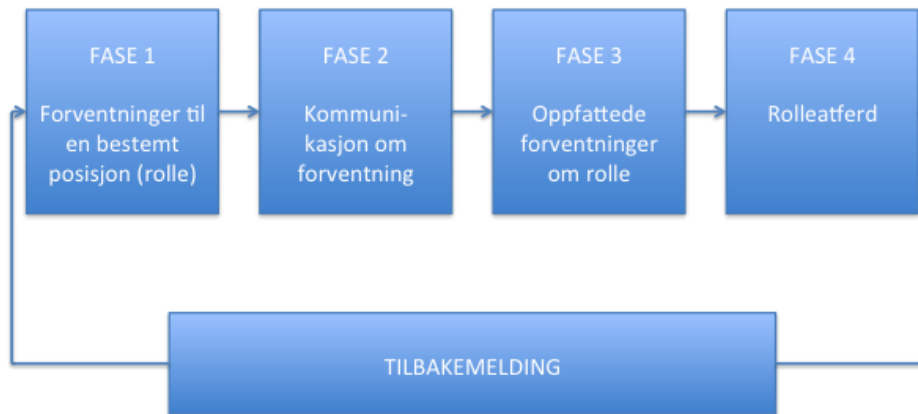 FASE 1
Forventninger til
en bestemt
posisjon (rolle)
FASE 2
Kommuni-
kasjon om
forventning
FASE 3
Oppfattede
forventninger
om rolle
FASE 4
Rolleatferd
TILBAKEMELDING